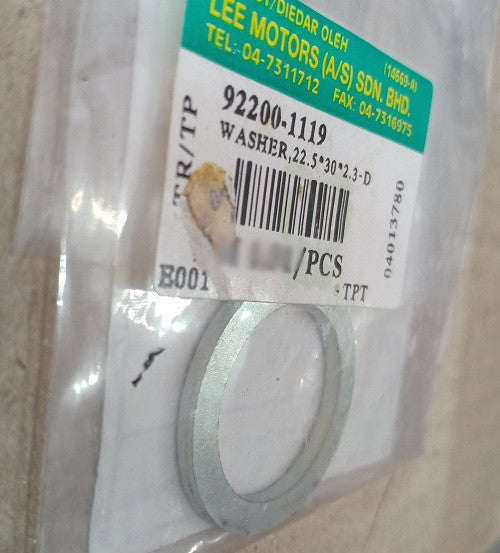 /DIEDAR OLEH
LEE MOTORS (A/S) SDN. BHD.
(14669-A)
TEL:-04-7311712 FAX: 04-7316975
TR/TP
92200-1119
WASHER,22.5*30*2.3-D
/PCS
04013780
E001
*TPT